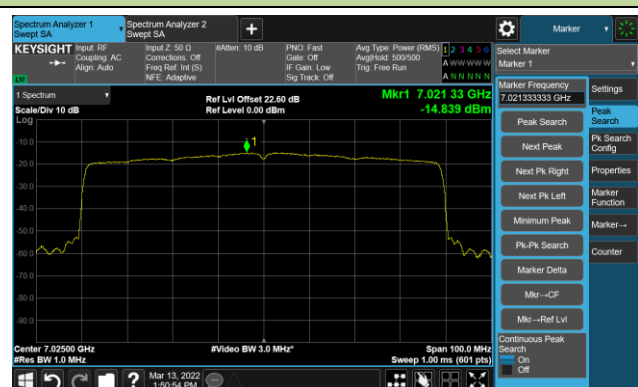 Spectrum Analyzer 1
Swept SA
Spectrum Analyzer 2
Swept SA
Marker
KEYSIGHT
Input: RF
Coupling: AC
Align: Auto
Input Z: 50 Ω
Corrections: Off
Freq Ref: Int (S)
NFE: Adaptive
#Atten: 10 dB
PNO: Fast
Gate: Off
IF Gain: Low
Sig Track: Off
Avg Type: Power (RMS)
Avg|Hold: 500/500
Trig: Free Run
1 2 3 4 5 6
A W W W W W
A N N N N N
LXI
Select Marker
Marker 1
1 Spectrum
Scale/Div 10 dB
Log
Ref Lvl Offset 22.60 dB
Ref Level 0.00 dBm
Mkr1 7.021 33 GHz
-14.839 dBm
-10.0
-20.0
-30.0
-40.0
-50.0
-60.0
-70.0
-80.0
-90.0
1
Center 7.02500 GHz
#Res BW 1.0 MHz
#Video BW 3.0 MHz*
Span 100.0 MHz
Sweep 1.00 ms (601 pts)
Marker Frequency
7.021333333 GHz
Peak Search
Next Peak
Next Pk Right
Next Pk Left
Minimum Peak
Pk-Pk Search
Marker Delta
Mkr→CF
Mkr→Ref Lvl
Continuous Peak
Search
On
Off
Settings
Peak
Search
Pk Search
Config
Properties
Marker
Function
Marker→
Counter
?
Mar 13, 2022
1:50:54 PM